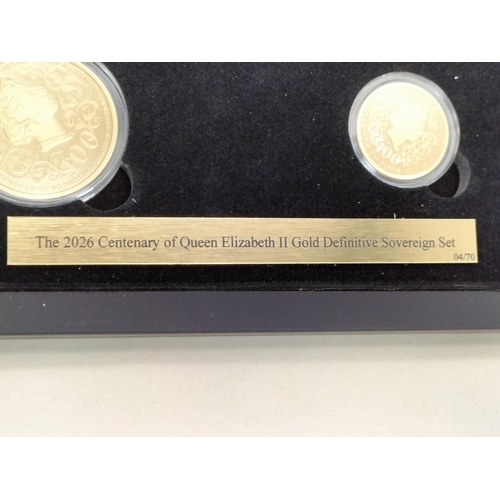 The 2026 Centenary of Queen Elizabeth II Gold Definitive Sovereign Set
04/70